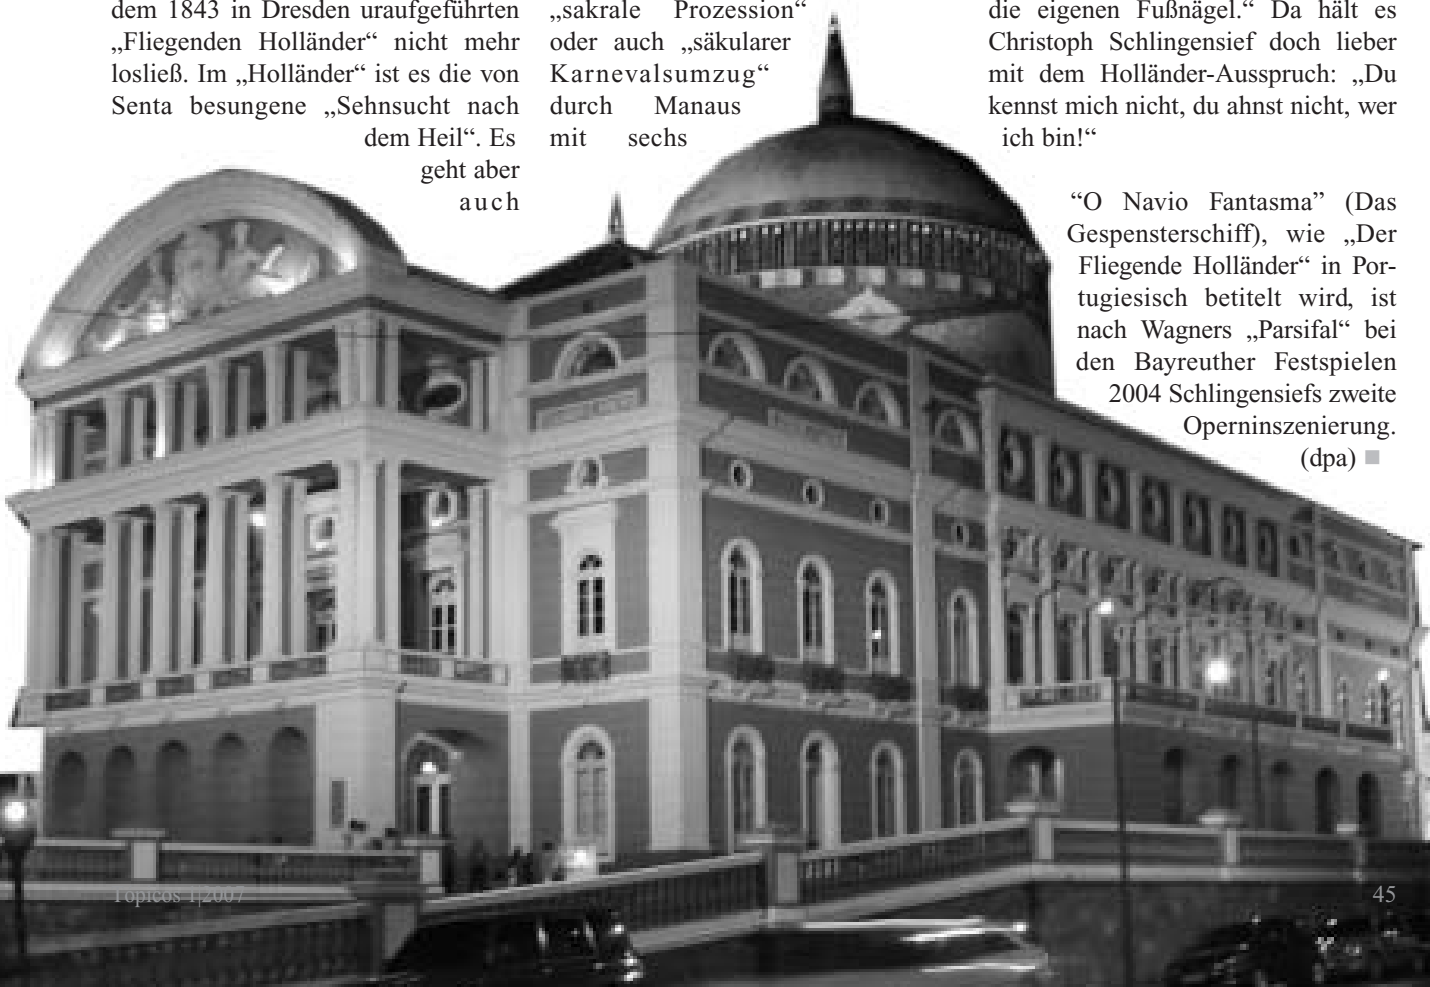 dem 1843 in Dresden uraufgeführten
„Fliegenden Holländer“ nicht mehr
losließ. Im „Holländer“ ist es die von
Senta besungene „Sehnsucht nach
dem Heil“. Es
geht aber
auch
„sakrale Prozession“
oder auch „säkularer
Karnevalsumzug“
durch Manaus
mit sechs
die eigenen Fußnägel.“ Da hält es
Christoph Schlingensief doch lieber
mit dem Holländer-Ausspruch: „Du
kennst mich nicht, du ahnst nicht, wer
ich bin!“
“O Navio Fantasma” (Das
Gespensterschiff), wie „Der
Fliegende Holländer“ in Por-
tugiesisch betitelt wird, ist
nach Wagners „Parsifal“ bei
den Bayreuther Festspielen
2004 Schlingensiefs zweite
Operninszenierung.
(dpa)
Tópicos 1|2007
45